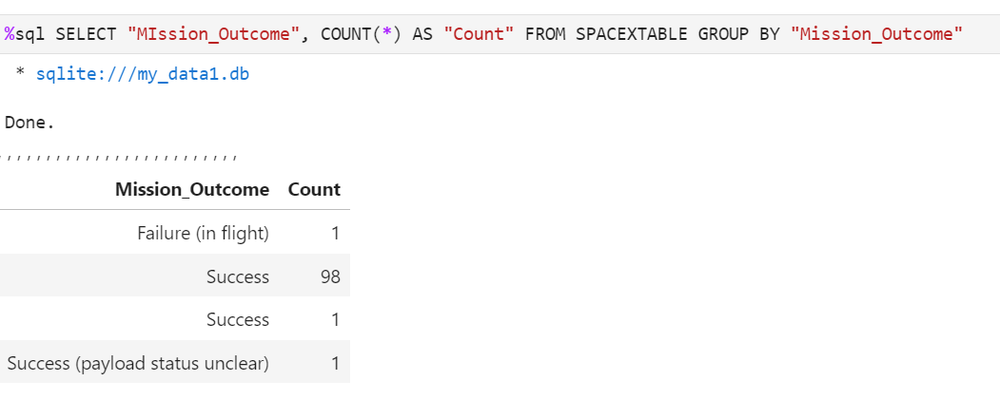 %sql SELECT "MIssion_Outcome", COUNT(*) AS "Count" FROM SPACEXTABLE GROUP BY "Mission_Outcome"
* sqlite:///my_data1.db
Done.
,,,,,,,,,,,,,,,,,,,,,,,,,
Mission_Outcome Count
Failure (in flight) 1
Success 98
Success 1
Success (payload status unclear) 1